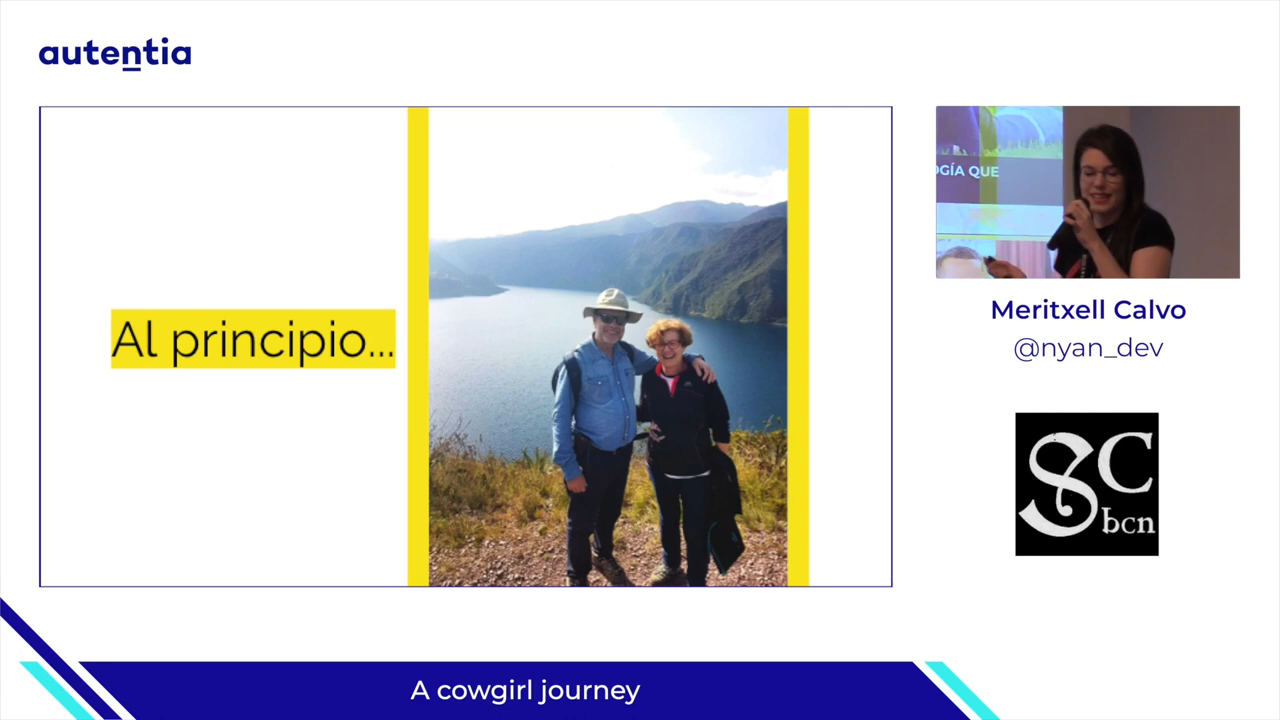 autentia
Al principio...
OGÍA QUE
Meritxell Calvo
@nyan_dev
SC
bcn
A cowgirl journey